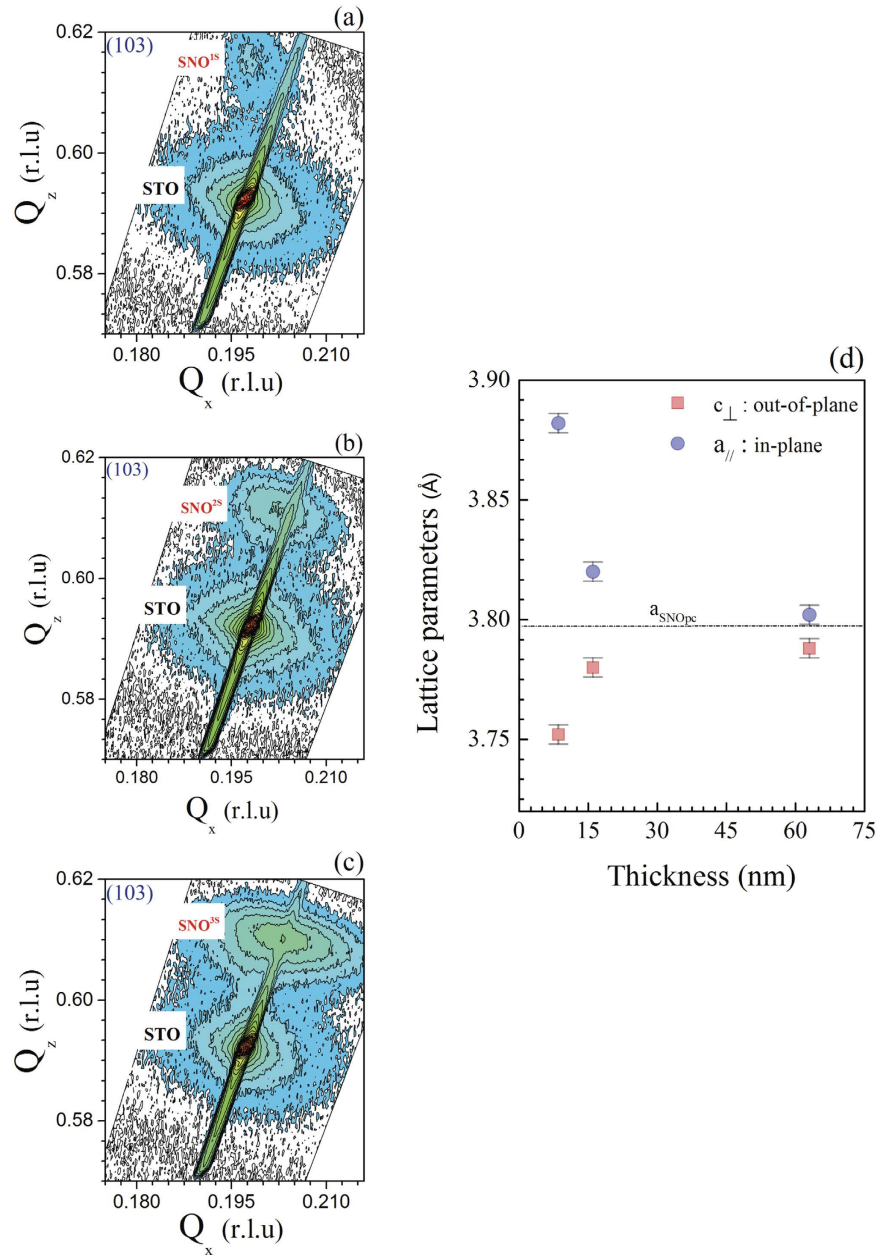 (a)
(103)
SNO1S
STO
Qz (r.l.u)
0.62
0.60
0.58
0.180 0.195 0.210
Qx (r.l.u)
(b)
(103)
SNO2S
STO
Qz (r.l.u)
0.62
0.60
0.58
0.180 0.195 0.210
Qx (r.l.u)
(c)
(103)
SNO3S
STO
Qz (r.l.u)
0.62
0.60
0.58
0.180 0.195 0.210
Qx (r.l.u)
(d)
Lattice parameters (Å)
3.90
3.85
3.80
3.75
c⊥ : out-of-plane
a// : in-plane
aSNOpc
0 15 30 45 60 75
Thickness (nm)